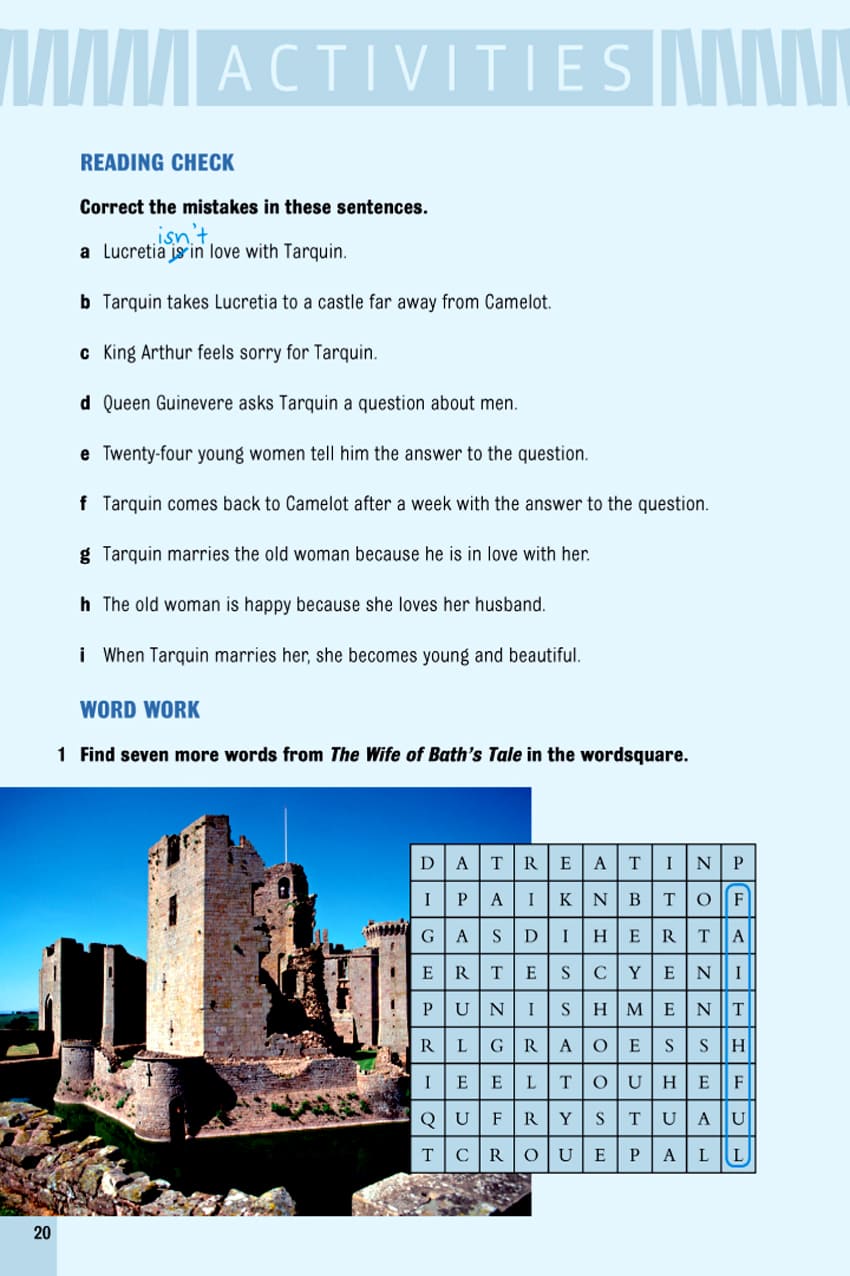 ACTIVITIES
READING CHECK
Correct the mistakes in these sentences.
isn't
a Lucretia is in love with Tarquin.
b Tarquin takes Lucretia to a castle far away from Camelot.
c King Arthur feels sorry for Tarquin.
d Queen Guinevere asks Tarquin a question about men.
e Twenty-four young women tell him the answer to the question.
f Tarquin comes back to Camelot after a week with the answer to the question.
g Tarquin marries the old woman because he is in love with her.
h The old woman is happy because she loves her husband.
i When Tarquin marries her, she becomes young and beautiful.
WORD WORK
1 Find seven more words from The Wife of Bath's Tale in the wordsquare.
D A T R E A T I N P
I P A I K N B T O F
G A S D I H E R T A
E R T E S C Y E N I
P U N I S H M E N T
R L G R A O E S S H
I E E L T O U H E F
Q U F R Y S T U A U
T C R O U E P A L L
20